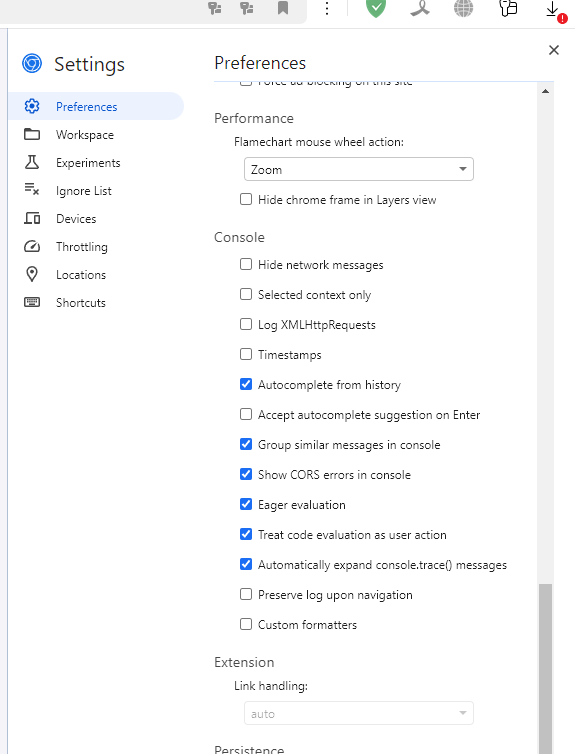 Settings
Preferences
Workspace
Experiments
Ignore List
Devices
Throttling
Locations
Shortcuts
Preferences
Force ad blocking on this site
Performance
Flamechart mouse wheel action:
Zoom
Hide chrome frame in Layers view
Console
Hide network messages
Selected context only
Log XMLHttpRequests
Timestamps
Autocomplete from history
Accept autocomplete suggestion on Enter
Group similar messages in console
Show CORS errors in console
Eager evaluation
Treat code evaluation as user action
Automatically expand console.trace() messages
Preserve log upon navigation
Custom formatters
Extension
Link handling:
auto
Persistence